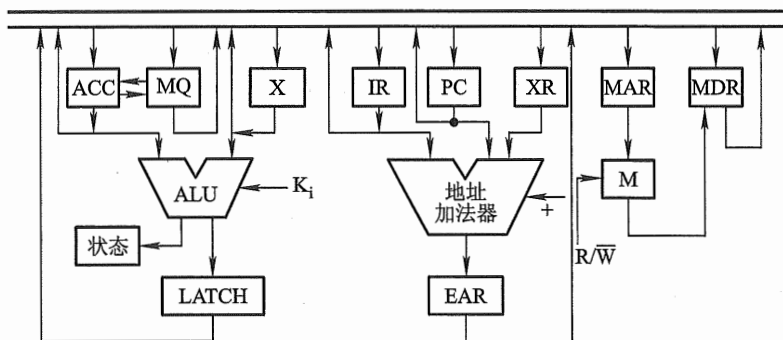 ACC
MQ
X
IR
PC
XR
MAR
MDR
ALU
Kᵢ
地址
加法器
+
M
状态
R/W̅
LATCH
EAR